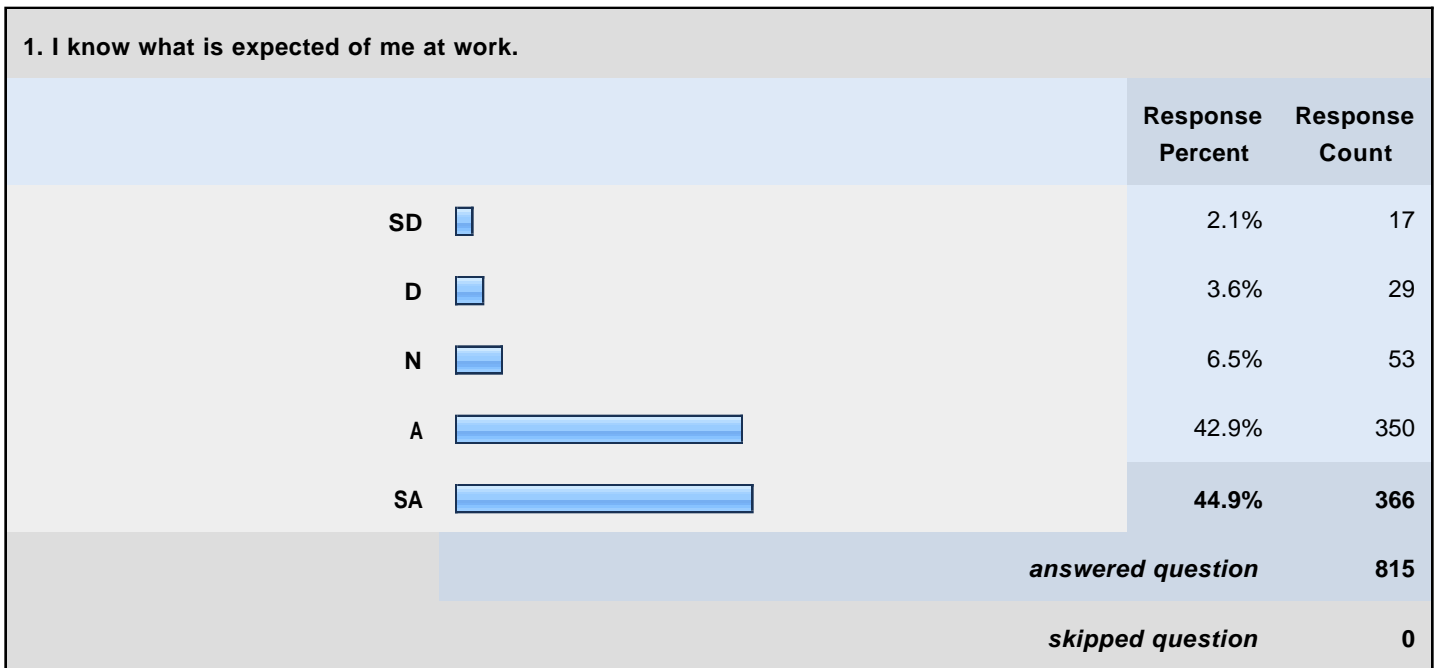 1. I know what is expected of me at work.
Response Percent Response Count
SD 2.1% 17
D 3.6% 29
N 6.5% 53
A 42.9% 350
SA 44.9% 366
answered question 815
skipped question 0